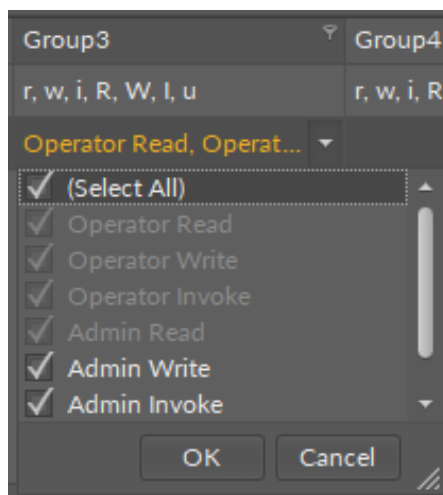 Group3 Group4
r, w, i, R, W, I, u r, w, i, R
Operator Read, Operat...
(Select All)
Operator Read
Operator Write
Operator Invoke
Admin Read
Admin Write
Admin Invoke
OK Cancel